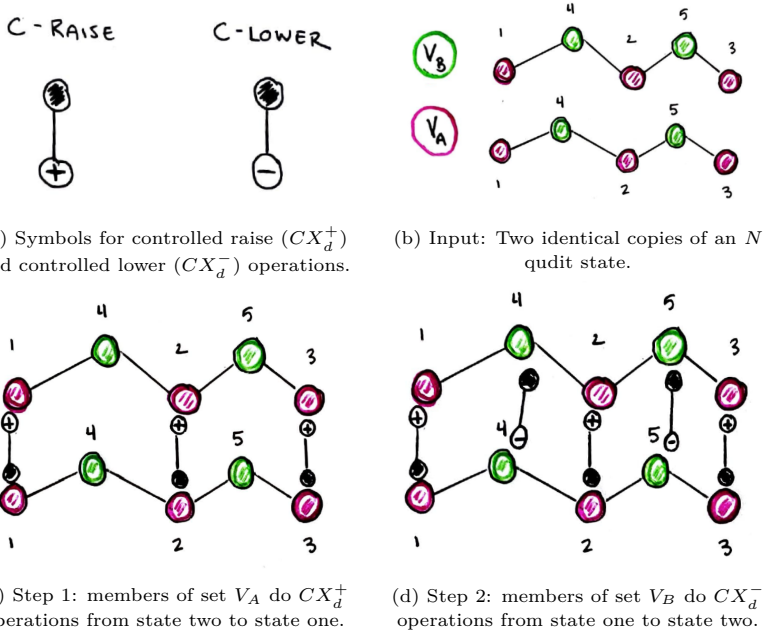 C-RAISE
C-LOWER
+
-
) Symbols for controlled raise (CX_d^+)
d controlled lower (CX_d^-) operations.
V_B
V_A
1 4 2 5 3
1 4 2 5 3
(b) Input: Two identical copies of an N
qudit state.
1 4 2 5 3
+ + +
4 5
1 2 3
) Step 1: members of set V_A do CX_d^+
perations from state two to state one.
1 4 2 5 3
+ + +
4 - 5 -
1 2 3
(d) Step 2: members of set V_B do CX_d^-
operations from state one to state two.